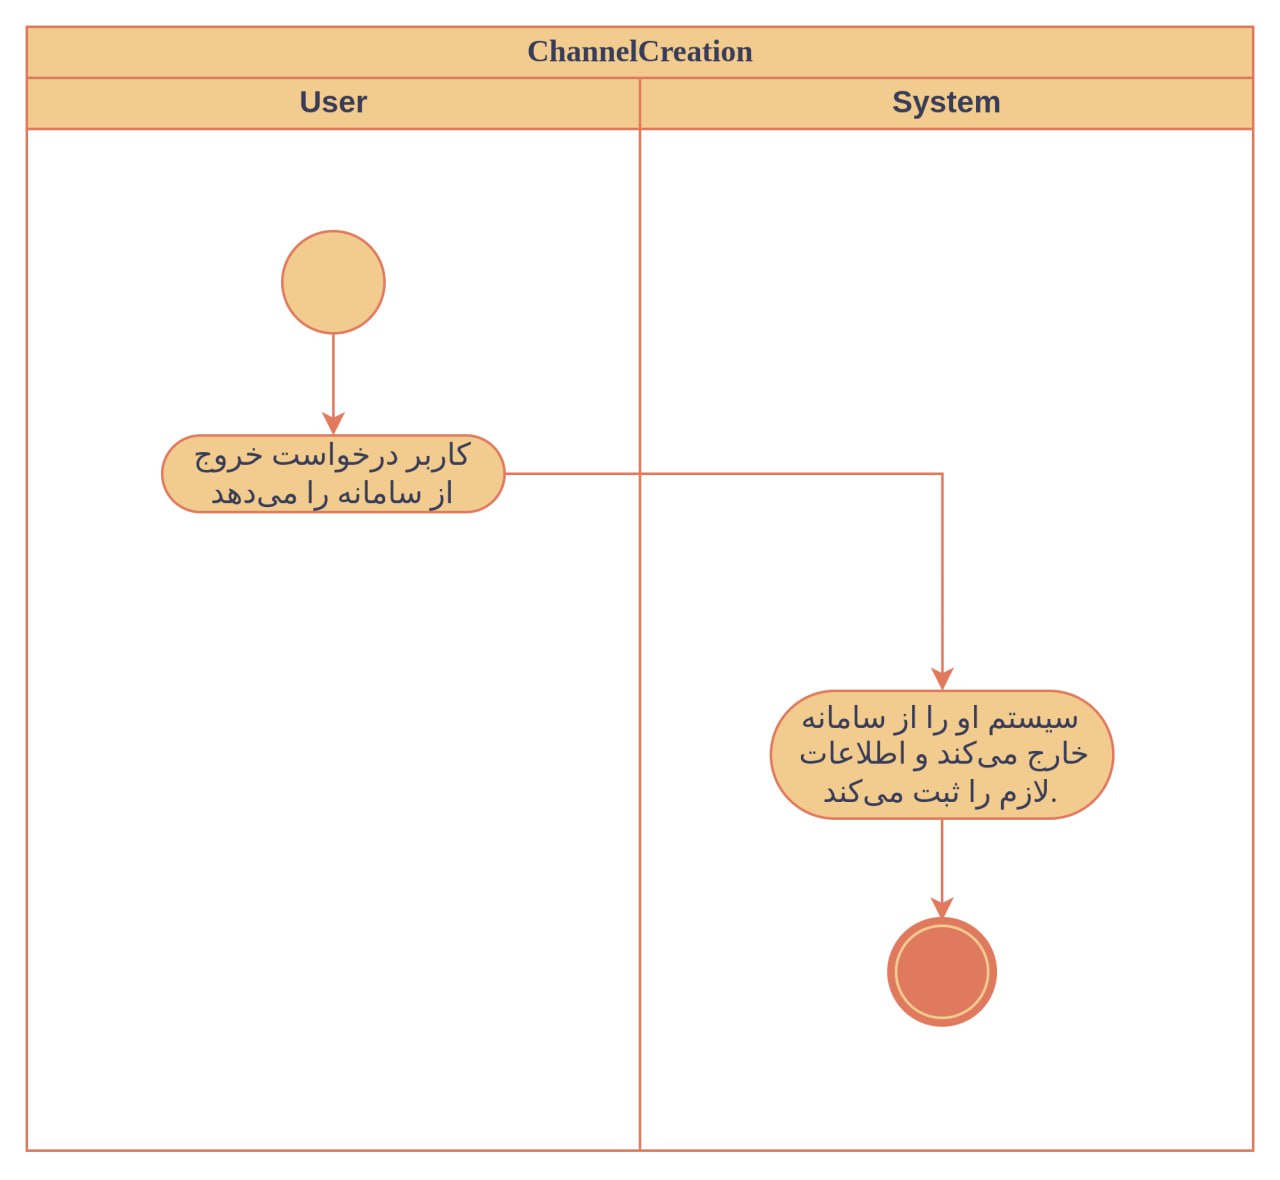 ChannelCreation
User
System
کاربر درخواست خروج
از سامانه را می‌دهد
سیستم او را از سامانه
خارج می‌کند و اطلاعات
لازم را ثبت می‌کند.